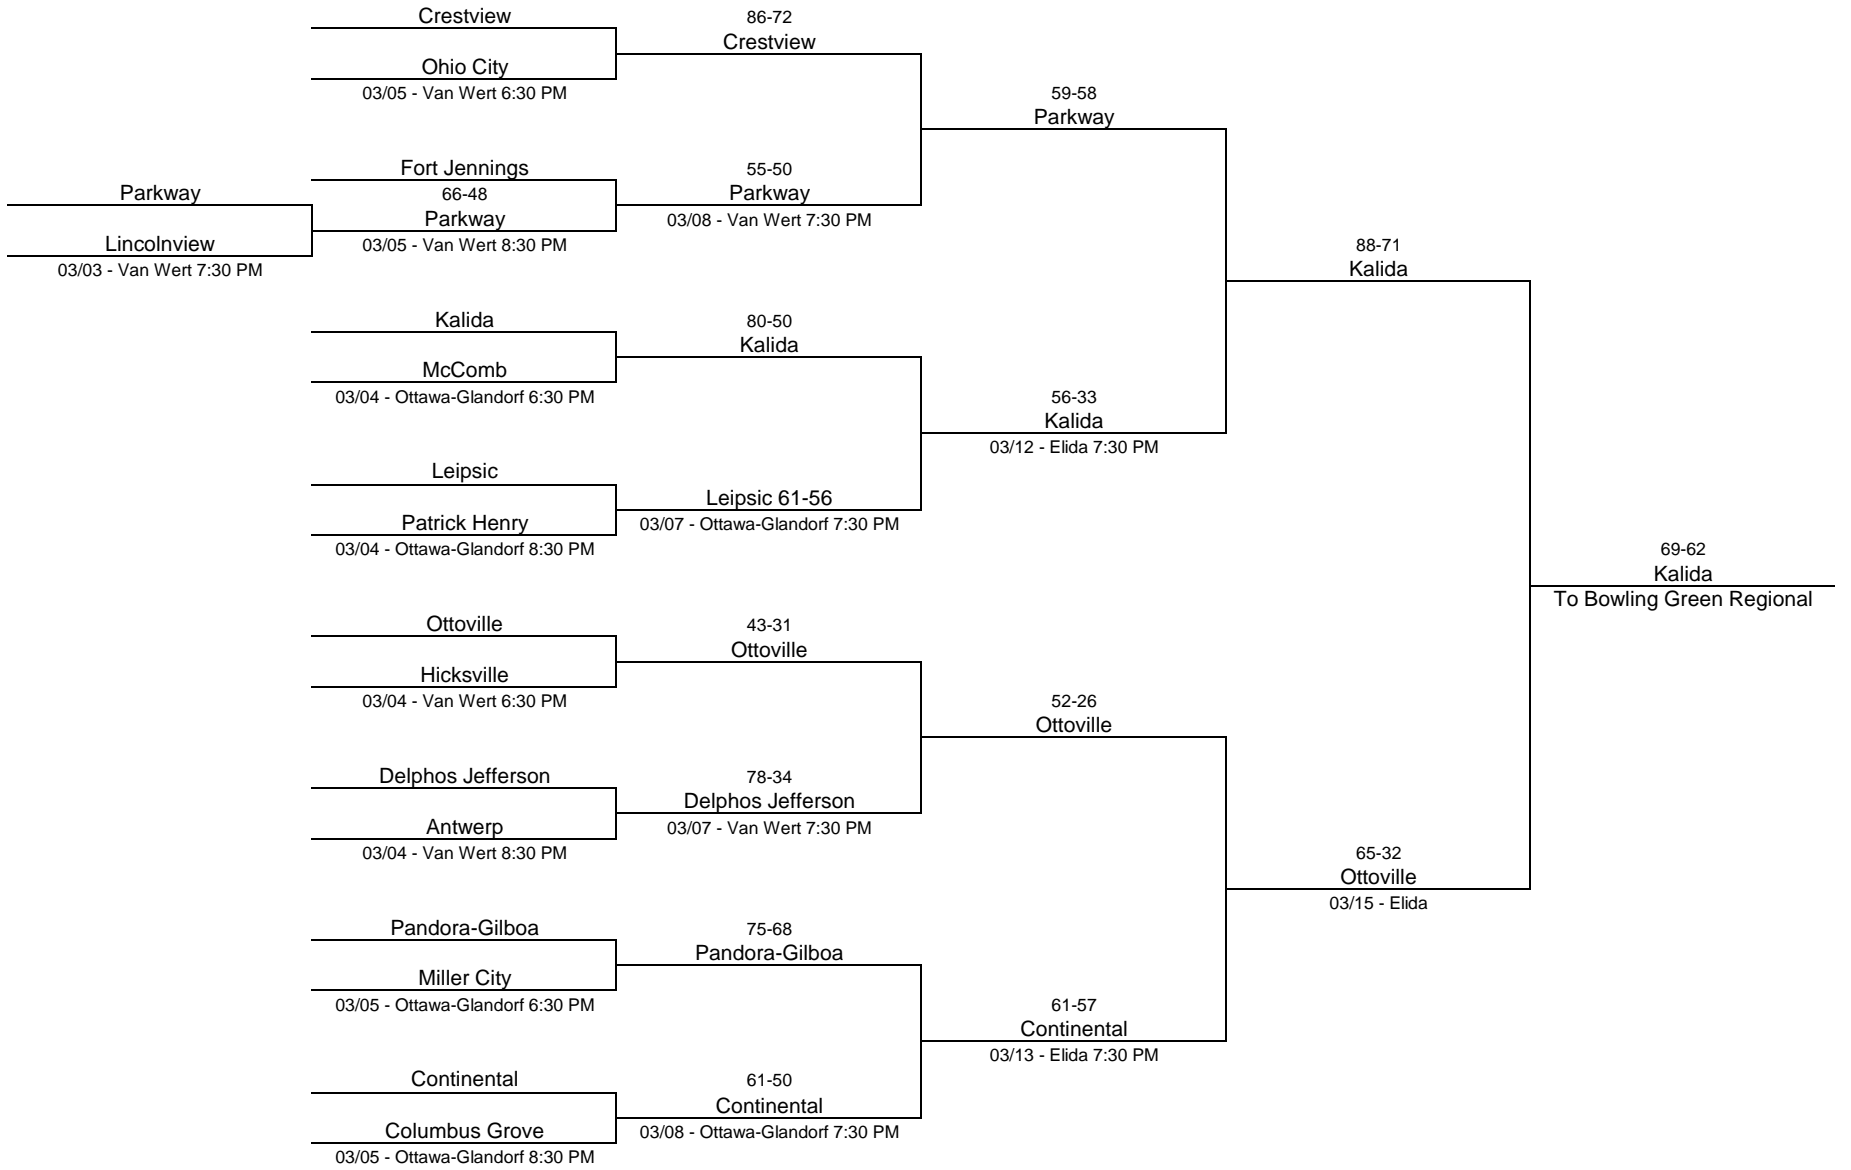 Crestview
Ohio City
03/05 - Van Wert 6:30 PM
86-72
Crestview
Parkway
Lincolnview
03/03 - Van Wert 7:30 PM
Fort Jennings
66-48
Parkway
03/05 - Van Wert 8:30 PM
55-50
Parkway
03/08 - Van Wert 7:30 PM
59-58
Parkway
Kalida
McComb
03/04 - Ottawa-Glandorf 6:30 PM
80-50
Kalida
Leipsic
Patrick Henry
03/04 - Ottawa-Glandorf 8:30 PM
Leipsic 61-56
03/07 - Ottawa-Glandorf 7:30 PM
56-33
Kalida
03/12 - Elida 7:30 PM
88-71
Kalida
Ottoville
Hicksville
03/04 - Van Wert 6:30 PM
43-31
Ottoville
Delphos Jefferson
Antwerp
03/04 - Van Wert 8:30 PM
78-34
Delphos Jefferson
03/07 - Van Wert 7:30 PM
52-26
Ottoville
Pandora-Gilboa
Miller City
03/05 - Ottawa-Glandorf 6:30 PM
75-68
Pandora-Gilboa
Continental
Columbus Grove
03/05 - Ottawa-Glandorf 8:30 PM
61-50
Continental
03/08 - Ottawa-Glandorf 7:30 PM
61-57
Continental
03/13 - Elida 7:30 PM
65-32
Ottoville
03/15 - Elida
69-62
Kalida
To Bowling Green Regional